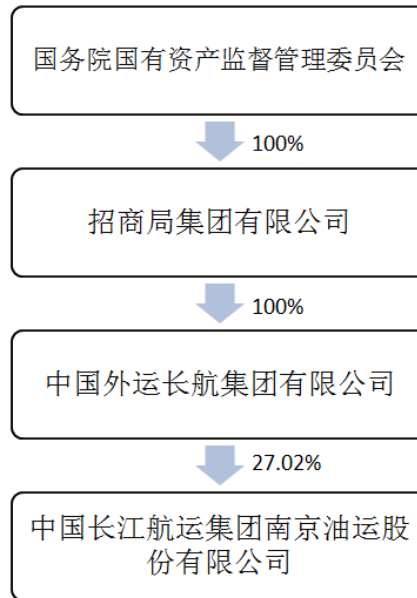 国务院国有资产监督管理委员会
100%
招商局集团有限公司
100%
中国外运长航集团有限公司
27.02%
中国长江航运集团南京油运股
份有限公司